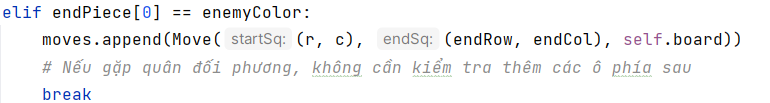 elif endPiece[0] == enemyColor:
moves.append(Move( startSq: (r, c), endSq: (endRow, endCol), self.board))
# Nếu gặp quân đối phương, không cần kiểm tra thêm các ô phía sau
break